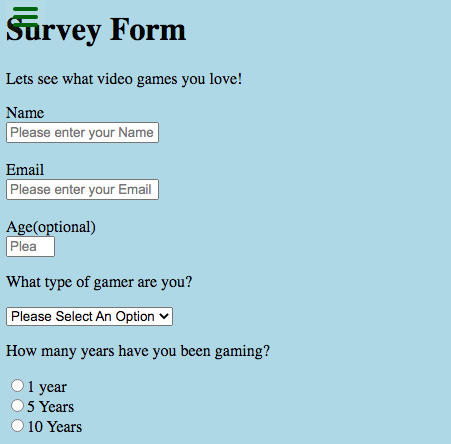 Survey Form
Lets see what video games you love!
Name
Please enter your Name
Email
Please enter your Email
Age(optional)
Plea
What type of gamer are you?
Please Select An Option
How many years have you been gaming?
1 year
5 Years
10 Years